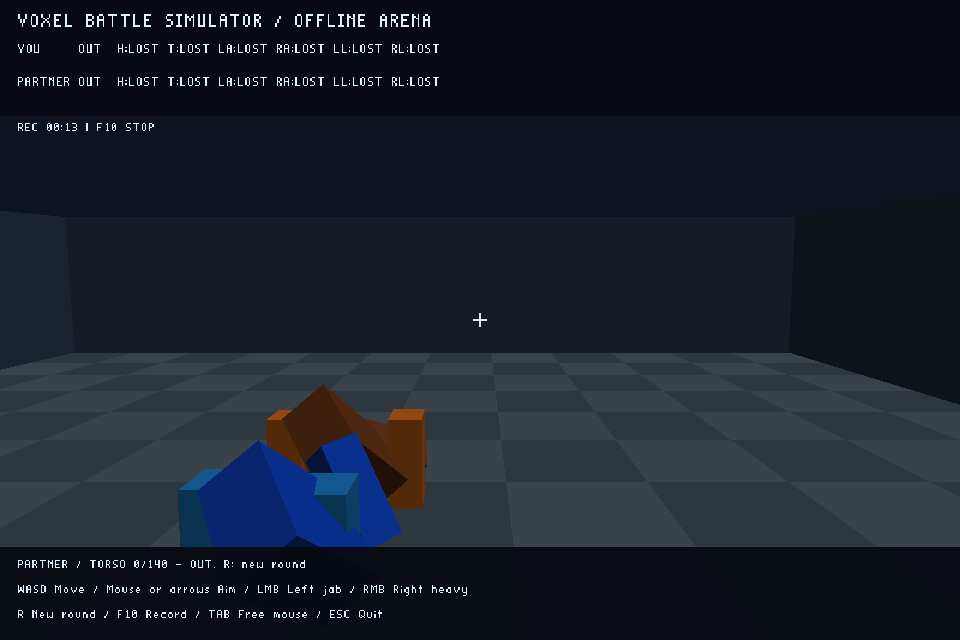 VOXEL BATTLE SIMULATOR / OFFLINE ARENA
YOU OUT H:LOST T:LOST LA:LOST RA:LOST LL:LOST RL:LOST
PARTNER OUT H:LOST T:LOST LA:LOST RA:LOST LL:LOST RL:LOST
REC 00:13 | F10 STOP
PARTNER / TORSO 0/140 - OUT. R: new round
WASD Move / Mouse or arrows Aim / LMB Left jab / RMB Right heavy
R New round / F10 Record / TAB Free mouse / ESC Quit